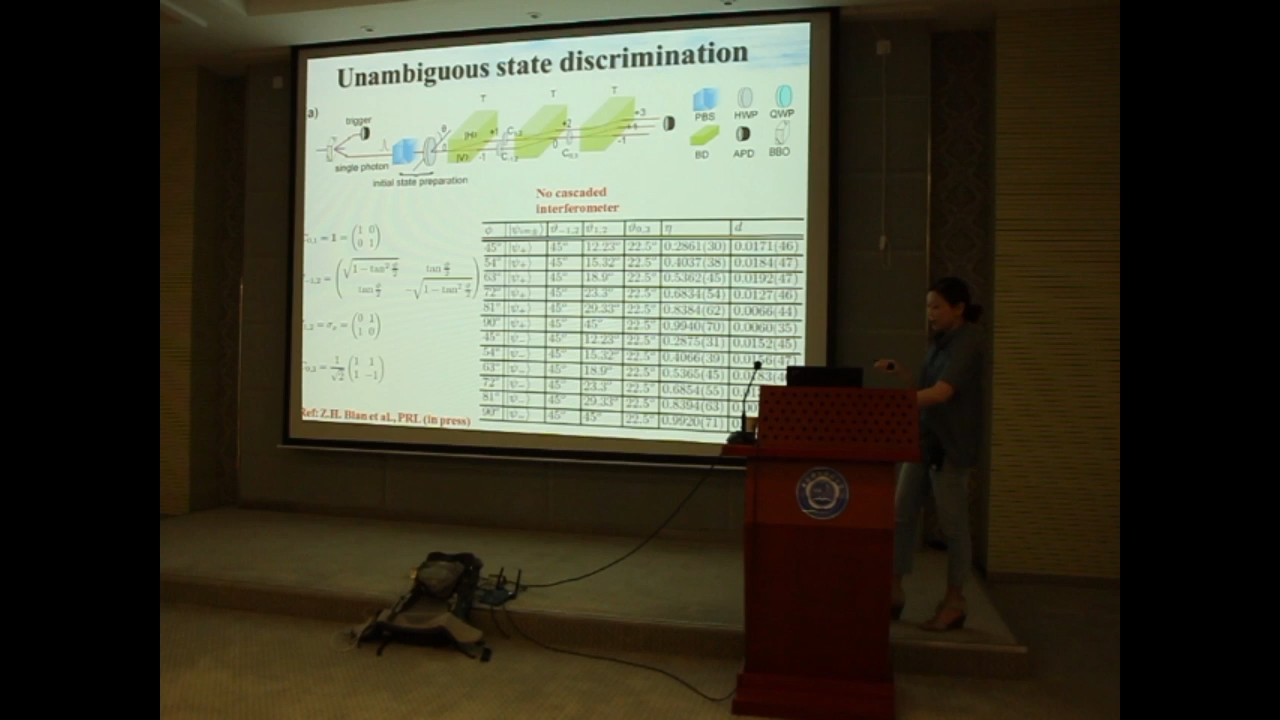 Unambiguous state discrimination
a)
trigger
single photon
initial state preparation
θ
|H⟩
|V⟩
+1
-1
T
T
T
+2
0
+3
+1
-1
PBS
HWP
QWP
BD
APD
BBO
No cascaded
interferometer
φ |ψ₊⟩ 45° 12.23° 22.5° 0.2861(30) 0.0171(46)
54° |ψ₊⟩ 45° 15.32° 22.5° 0.4037(38) 0.0184(47)
63° |ψ₊⟩ 45° 18.9° 22.5° 0.5362(45) 0.0192(47)
72° |ψ₊⟩ 45° 23.3° 22.5° 0.6834(54) 0.0127(46)
81° |ψ₊⟩ 45° 29.33° 22.5° 0.8384(62) 0.0066(44)
90° |ψ₊⟩ 45° 45° 22.5° 0.9940(70) 0.0060(35)
45° |ψ₋⟩ 45° 12.23° 22.5° 0.2875(31) 0.0152(45)
54° |ψ₋⟩ 45° 15.32° 22.5° 0.4066(39)
63° |ψ₋⟩ 45° 18.9° 22.5° 0.5365(45)
72° |ψ₋⟩ 45° 23.3° 22.5° 0.6854(55)
81° |ψ₋⟩ 45° 29.33° 22.5° 0.8394(63)
90° |ψ₋⟩ 45° 45° 22.5° 0.9920(71)
Ref: Z.H. Bian et al., PRL (in press)